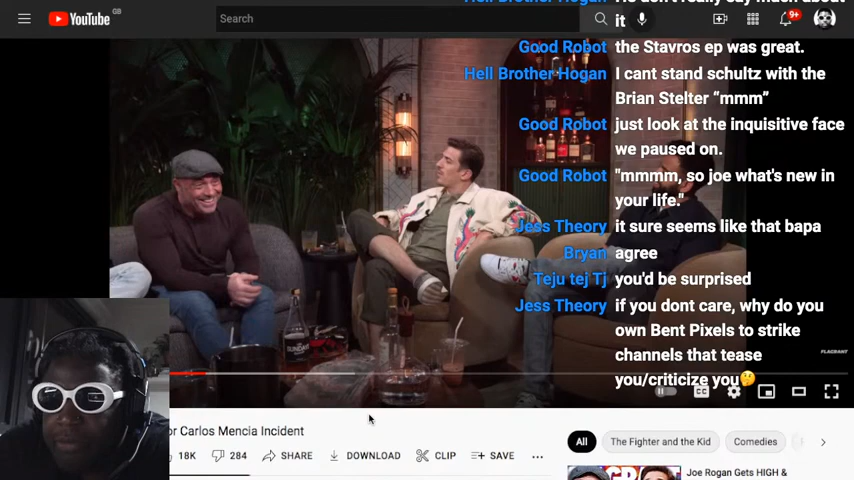 YouTube GB
Search
9+
Hell Brother Hogan
it
Good Robot the Stavros ep was great.
Hell Brother Hogan I cant stand schultz with the
Brian Stelter “mmm”
Good Robot just look at the inquisitive face
we paused on.
Good Robot "mmmm, so joe what's new in
your life."
Jess Theory it sure seems like that bapa
Bryan agree
Teju tej Tj you'd be surprised
Jess Theory if you dont care, why do you
own Bent Pixels to strike
channels that tease
you/criticize you🤔
FLAGRANT
or Carlos Mencia Incident
18K 284 SHARE DOWNLOAD CLIP SAVE
All The Fighter and the Kid Comedies
Joe Rogan Gets HIGH &